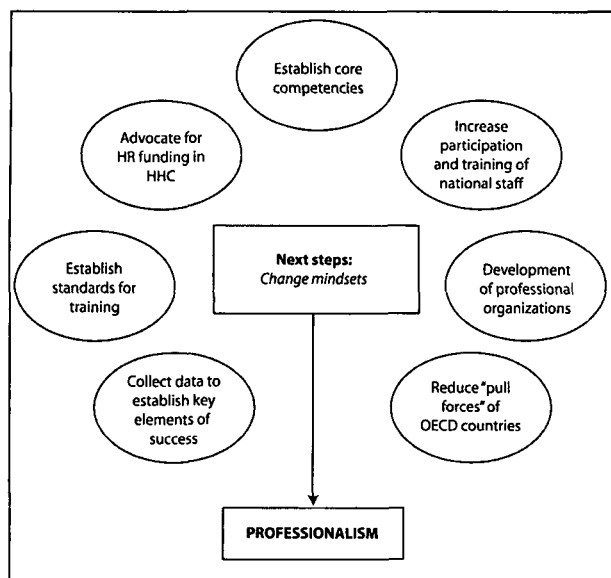 Establish core
competencies
Advocate for
HR funding in
HHC
Increase
participation
and training of
national staff
Establish
standards for
training
Next steps:
Change mindsets
Development
of professional
organizations
Collect data to
establish key
elements of
success
Reduce "pull
forces" of
OECD countries
PROFESSIONALISM